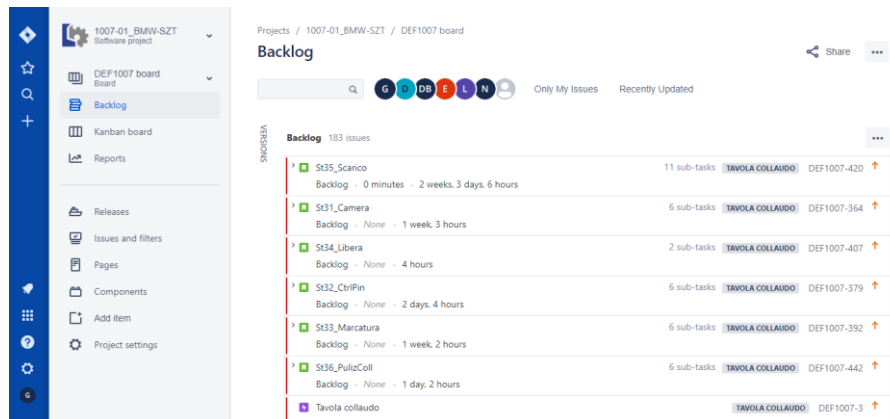 1007-01_BMW-SZT
Software project
DEF1007 board
Board
Backlog
Kanban board
Reports
Releases
Issues and filters
Pages
Components
Add item
Project settings
G
Projects / 1007-01_BMW-SZT / DEF1007 board
Backlog
Share
G D DB E L N
Only My Issues
Recently Updated
VERSIONS
Backlog 183 issues
St35_Scarico 11 sub-tasks TAVOLA COLLAUDO DEF1007-420
Backlog · 0 minutes · 2 weeks, 3 days, 6 hours
St31_Camera 6 sub-tasks TAVOLA COLLAUDO DEF1007-364
Backlog · None · 1 week, 3 hours
St34_Libera 2 sub-tasks TAVOLA COLLAUDO DEF1007-407
Backlog · None · 4 hours
St32_CtrlPin 6 sub-tasks TAVOLA COLLAUDO DEF1007-379
Backlog · None · 2 days, 4 hours
St33_Marcatura 6 sub-tasks TAVOLA COLLAUDO DEF1007-392
Backlog · None · 1 week, 2 hours
St36_PulizColl 6 sub-tasks TAVOLA COLLAUDO DEF1007-442
Backlog · None · 1 day, 2 hours
Tavola collaudo TAVOLA COLLAUDO DEF1007-3